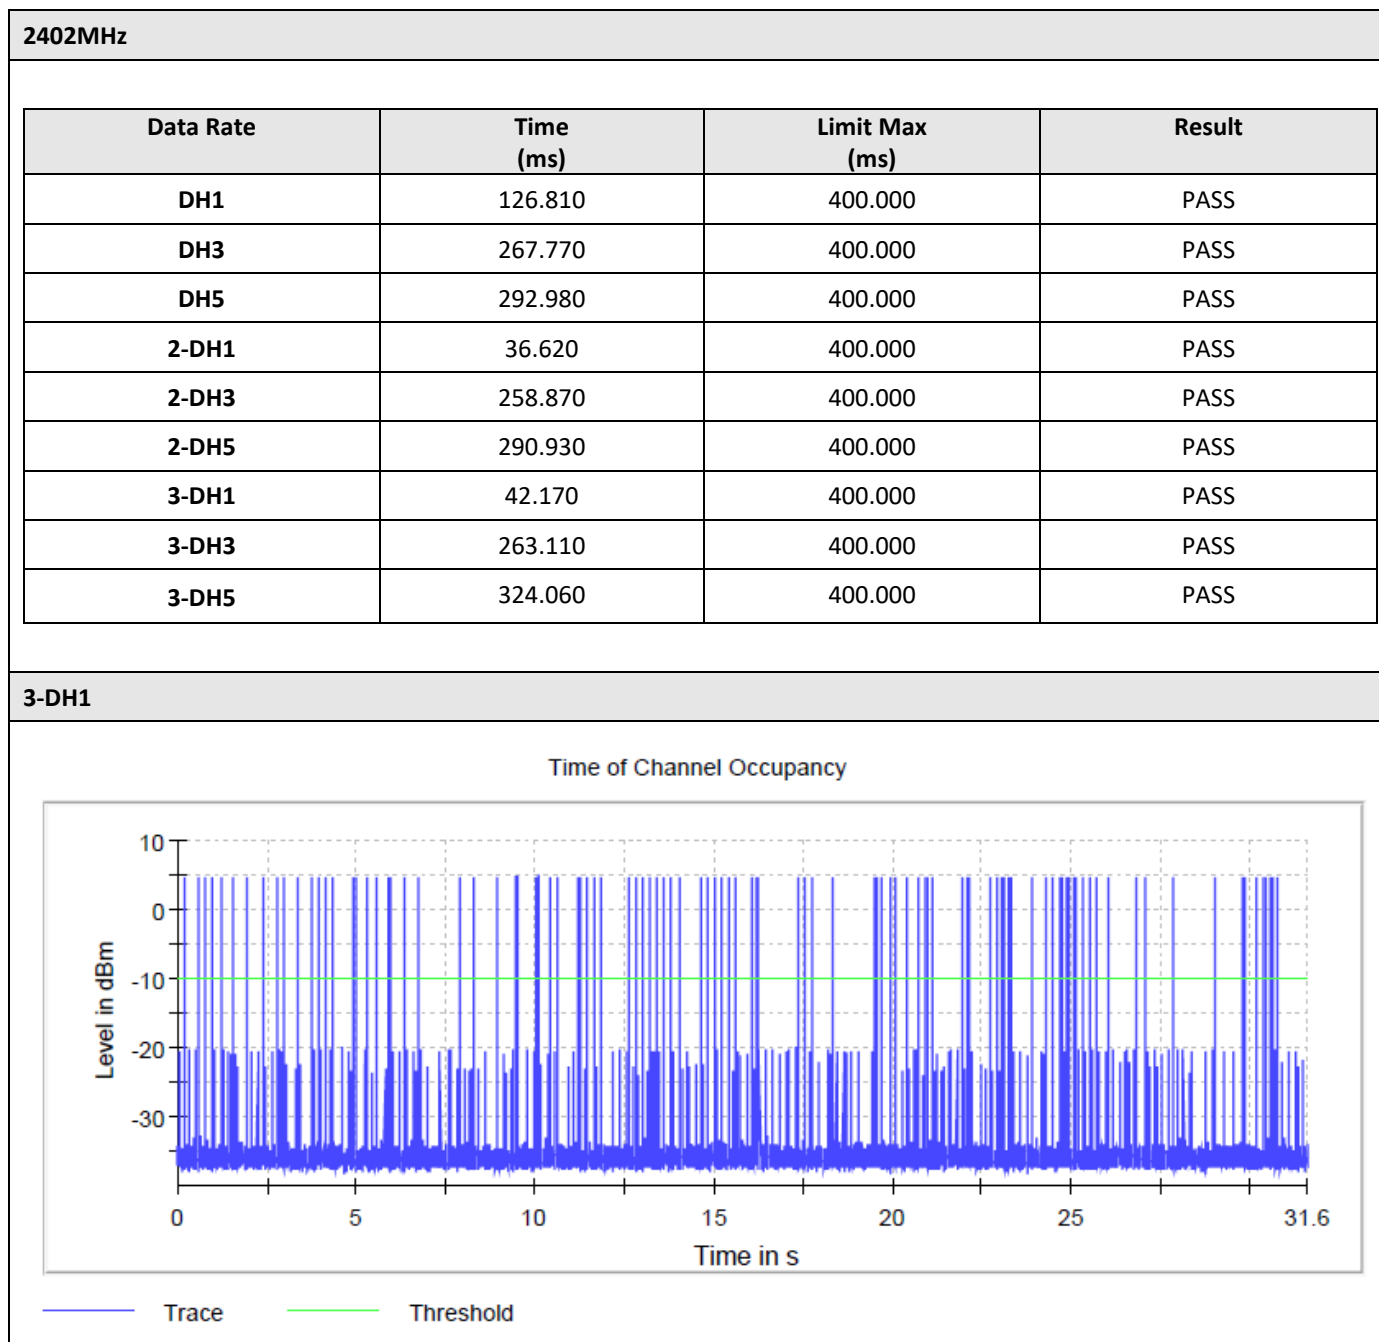 2402MHz
Data Rate Time Limit Max Result
(ms) (ms)
DH1 126.810 400.000 PASS
DH3 267.770 400.000 PASS
DH5 292.980 400.000 PASS
2-DH1 36.620 400.000 PASS
2-DH3 258.870 400.000 PASS
2-DH5 290.930 400.000 PASS
3-DH1 42.170 400.000 PASS
3-DH3 263.110 400.000 PASS
3-DH5 324.060 400.000 PASS
3-DH1
Time of Channel Occupancy
10
0
-10
-20
-30
Level in dBm
0 5 10 15 20 25 31.6
Time in s
Trace Threshold